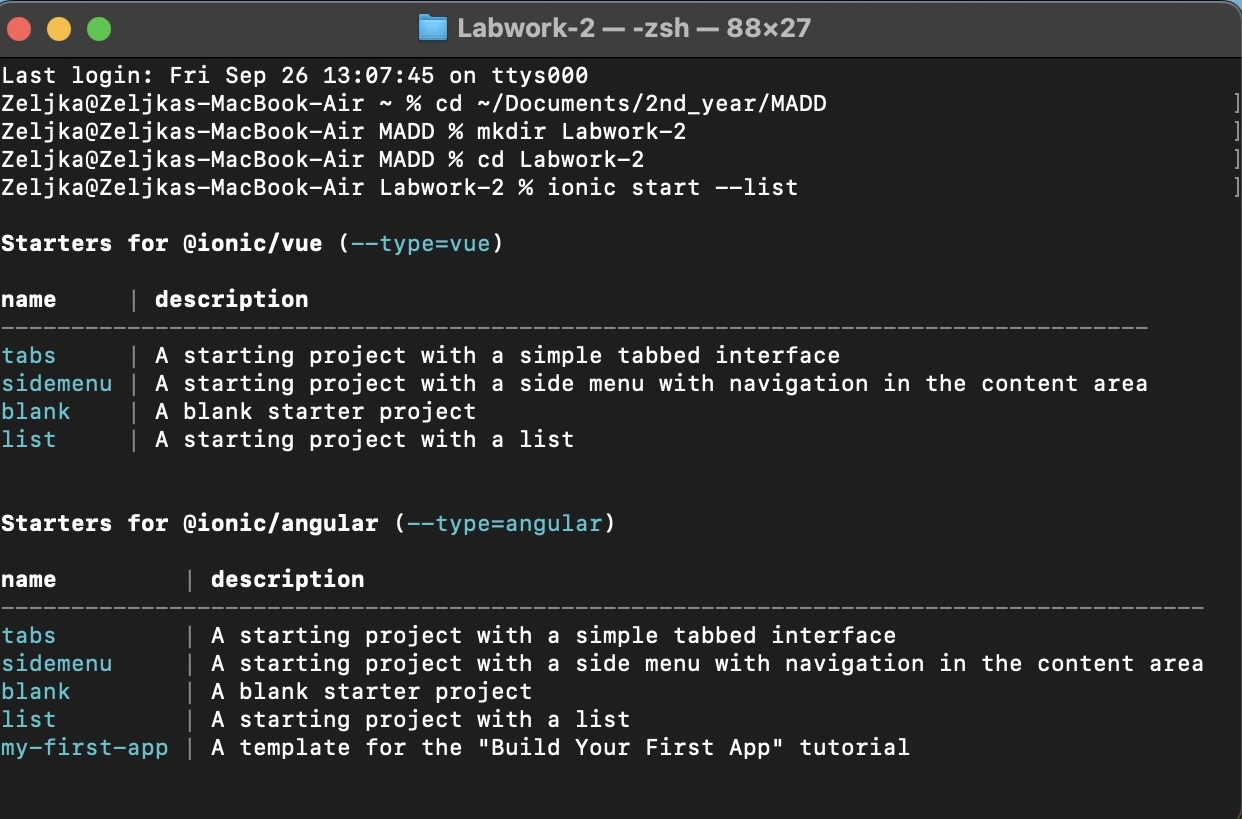 Labwork-2 — -zsh — 88×27
Last login: Fri Sep 26 13:07:45 on ttys000
Zeljka@Zeljkas-MacBook-Air ~ % cd ~/Documents/2nd_year/MADD ]
Zeljka@Zeljkas-MacBook-Air MADD % mkdir Labwork-2 ]
Zeljka@Zeljkas-MacBook-Air MADD % cd Labwork-2 ]
Zeljka@Zeljkas-MacBook-Air Labwork-2 % ionic start --list ]
Starters for @ionic/vue (--type=vue)
name | description
----------------------------------------------------------------------------------
tabs | A starting project with a simple tabbed interface
sidemenu | A starting project with a side menu with navigation in the content area
blank | A blank starter project
list | A starting project with a list
Starters for @ionic/angular (--type=angular)
name | description
--------------------------------------------------------------------------------------
tabs | A starting project with a simple tabbed interface
sidemenu | A starting project with a side menu with navigation in the content area
blank | A blank starter project
list | A starting project with a list
my-first-app | A template for the "Build Your First App" tutorial